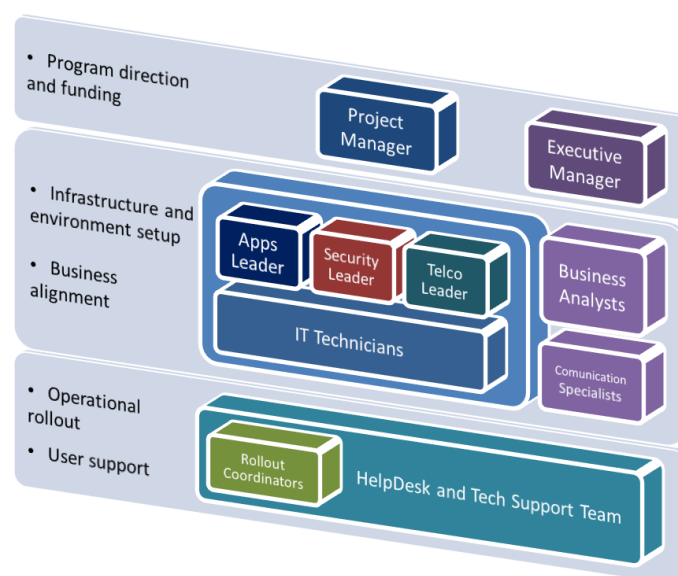 • Program direction
and funding
Project
Manager
Executive
Manager
• Infrastructure and
environment setup
• Business
alignment
Apps
Leader
Security
Leader
Telco
Leader
IT Technicians
Business
Analysts
Comunication
Specialists
• Operational
rollout
• User support
Rollout
Coordinators
HelpDesk and Tech Support Team